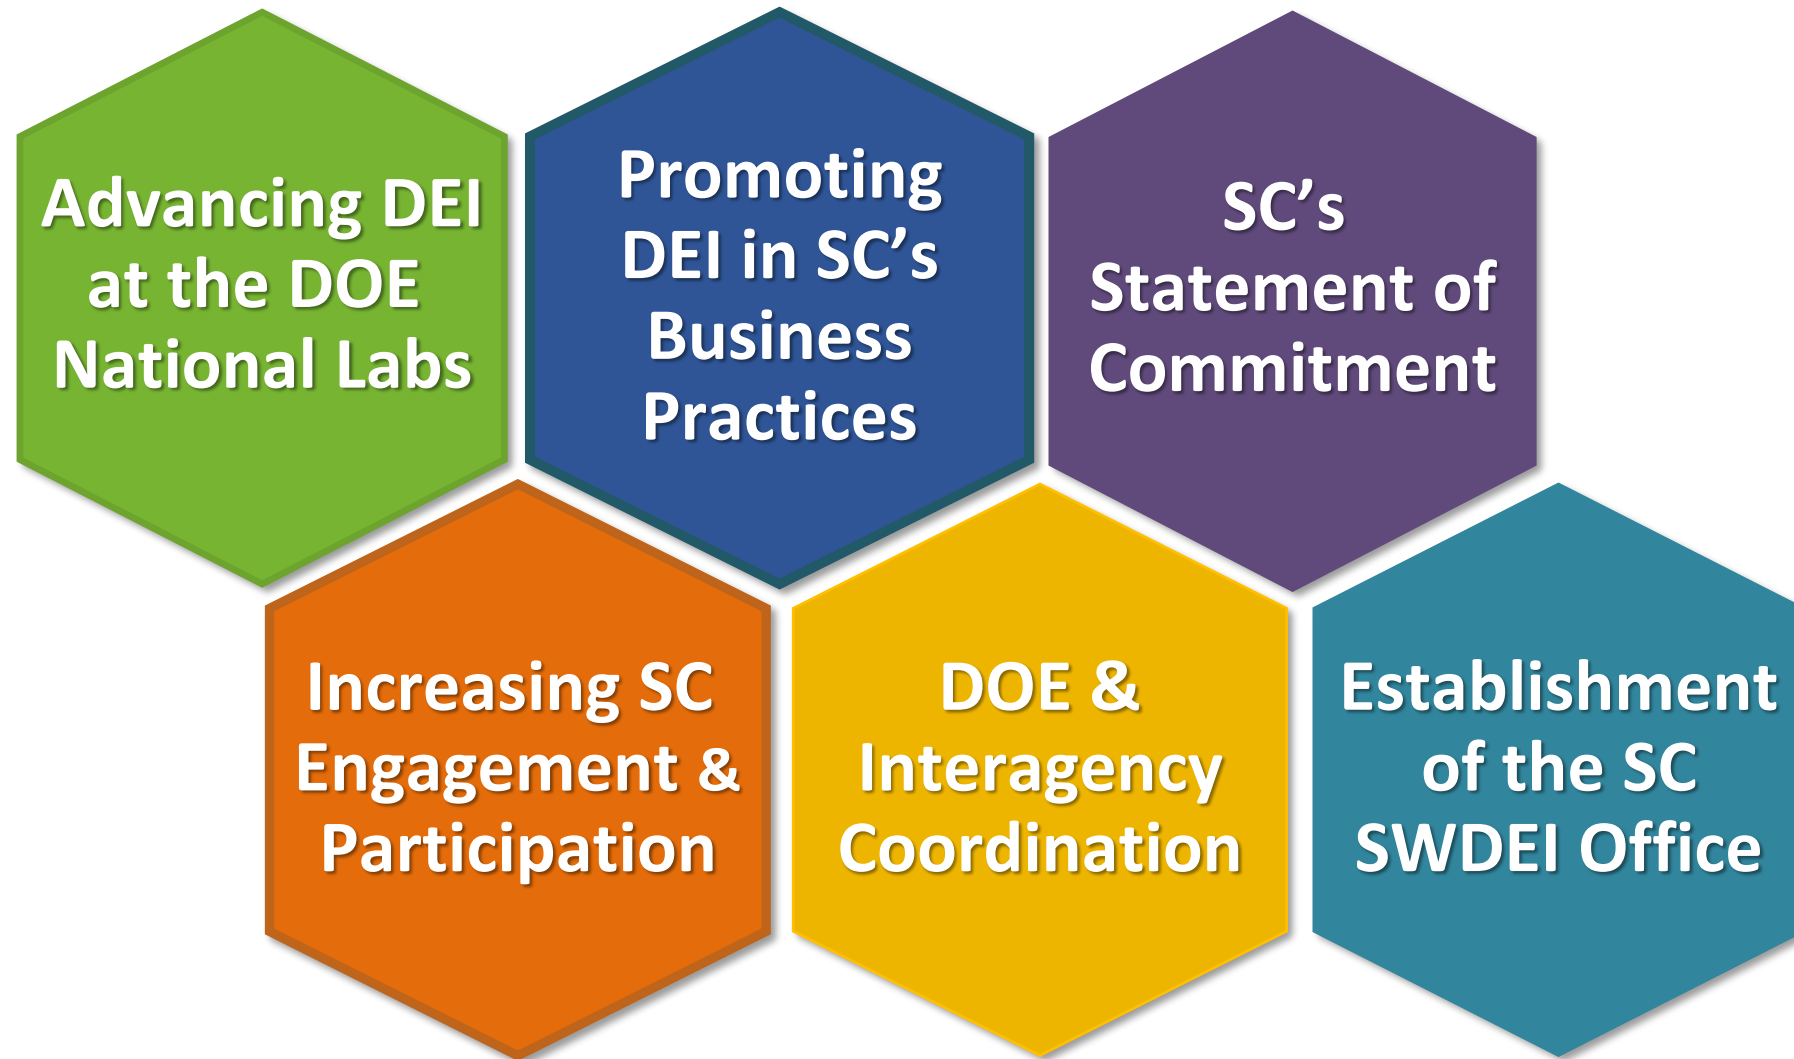 Advancing DEI
at the DOE
National Labs
Promoting
DEI in SC’s
Business
Practices
SC’s
Statement of
Commitment
Increasing SC
Engagement &
Participation
DOE &
Interagency
Coordination
Establishment
of the SC
SWDEI Office